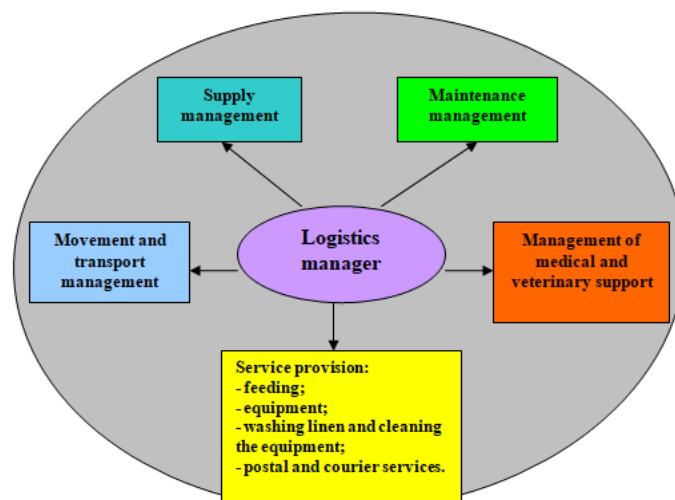 Supply
management
Maintenance
management
Logistics
manager
Movement and
transport
management
Management of
medical and
veterinary support
Service provision:
- feeding;
- equipment;
- washing linen and cleaning
the equipment;
- postal and courier services.